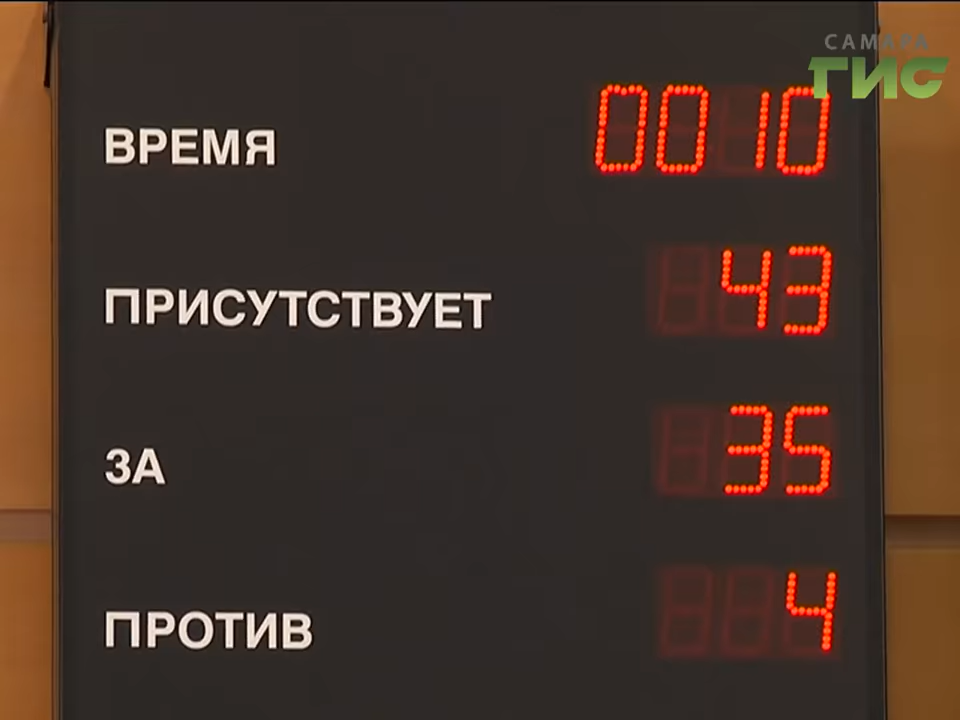 САМАРА
ГИС
ВРЕМЯ 0010
ПРИСУТСТВУЕТ 43
ЗА 35
ПРОТИВ 4